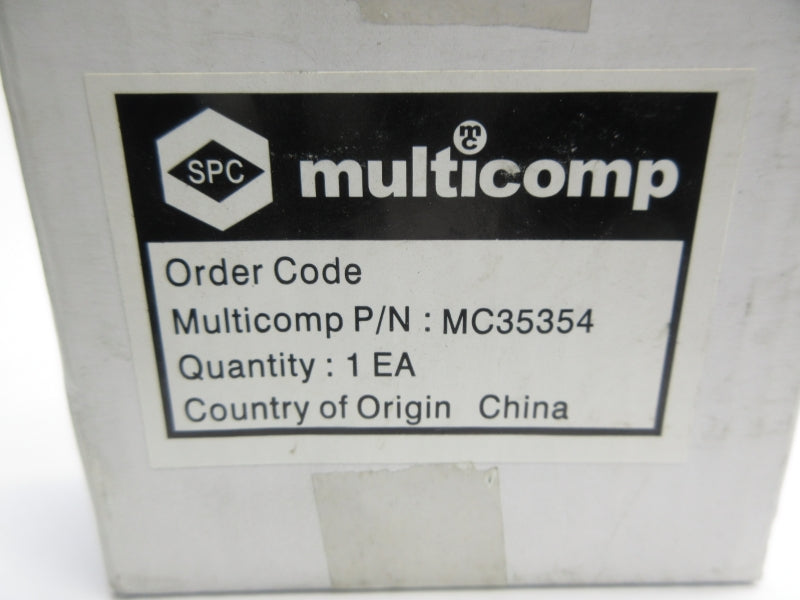 SPC
mc
multicomp
Order Code
Multicomp P/N : MC35354
Quantity : 1 EA
Country of Origin China